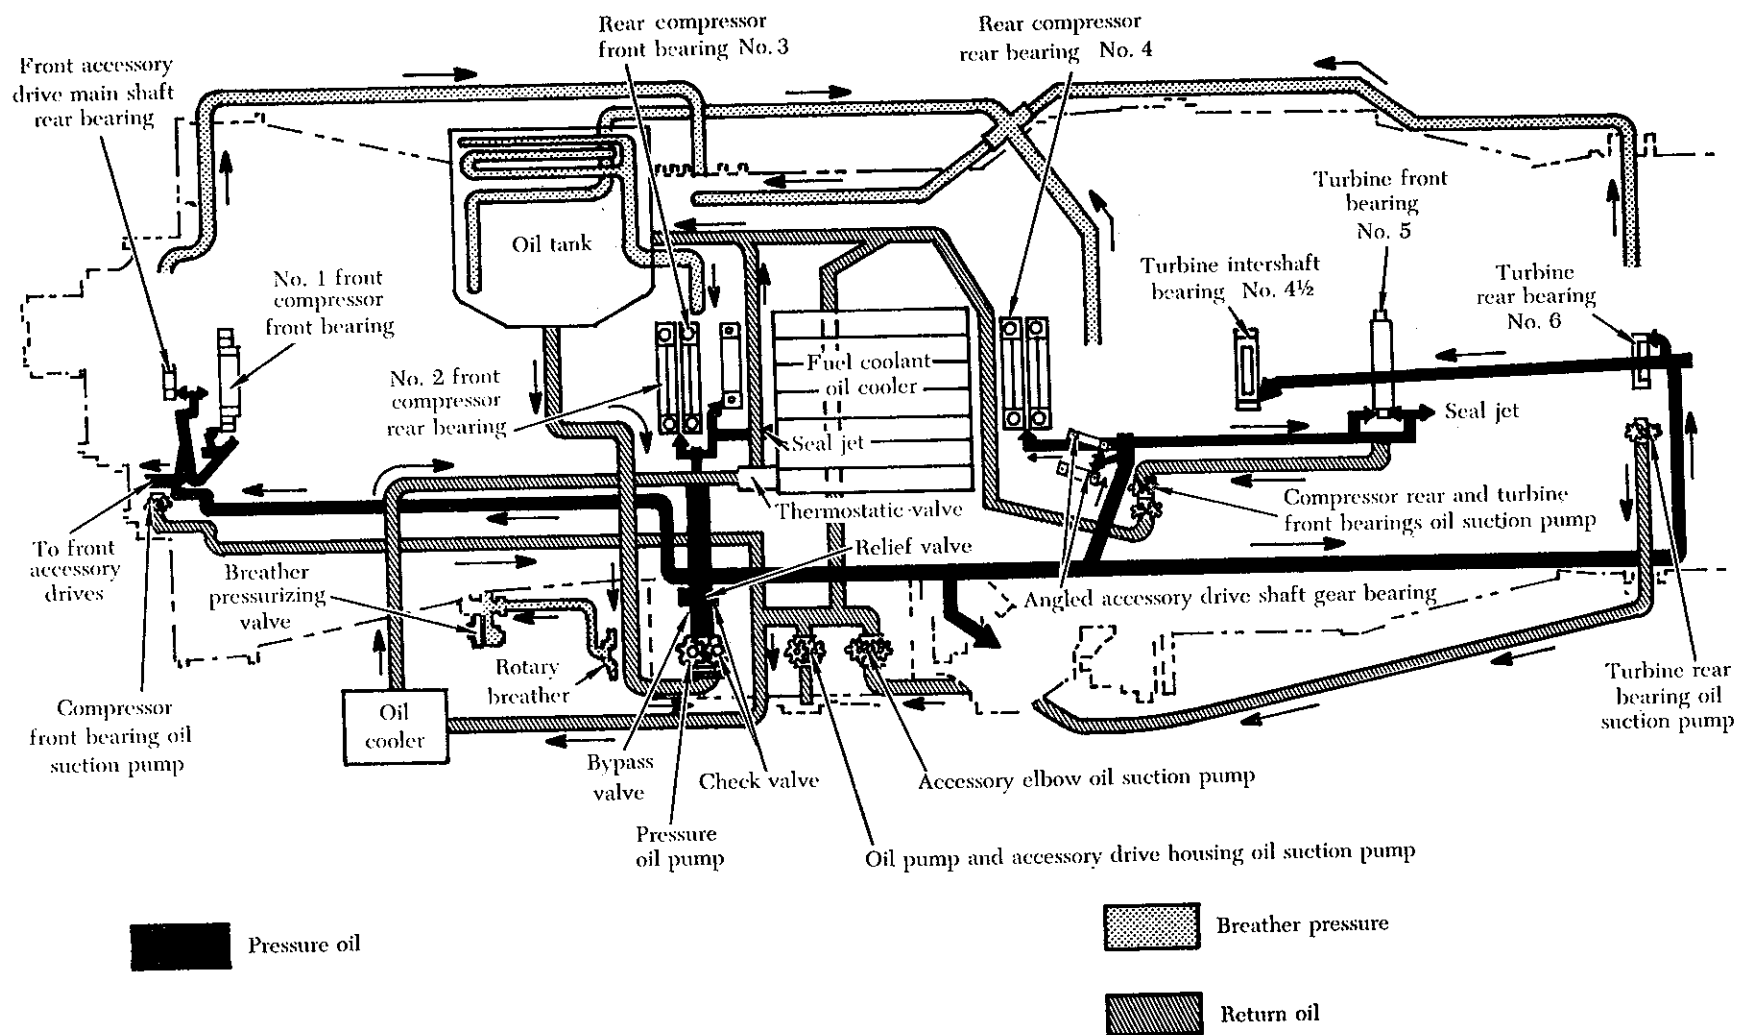 Rear compressor
front bearing No. 3
Rear compressor
rear bearing No. 4
Front accessory
drive main shaft
rear bearing
Turbine front
bearing
No. 5
Oil tank
No. 1 front
compressor
front bearing
Turbine intershaft
bearing No. 4½
Turbine
rear bearing
No. 6
Fuel coolant
oil cooler
No. 2 front
compressor
rear bearing
Seal jet
Seal jet
Thermostatic valve
Compressor rear and turbine
front bearings oil suction pump
To front
accessory
drives
Relief valve
Breather
pressurizing
valve
Angled accessory drive shaft gear bearing
Rotary
breather
Turbine rear
bearing oil
suction pump
Compressor
front bearing oil
suction pump
Oil
cooler
Bypass
valve
Check valve
Accessory elbow oil suction pump
Pressure
oil pump
Oil pump and accessory drive housing oil suction pump
Pressure oil
Breather pressure
Return oil